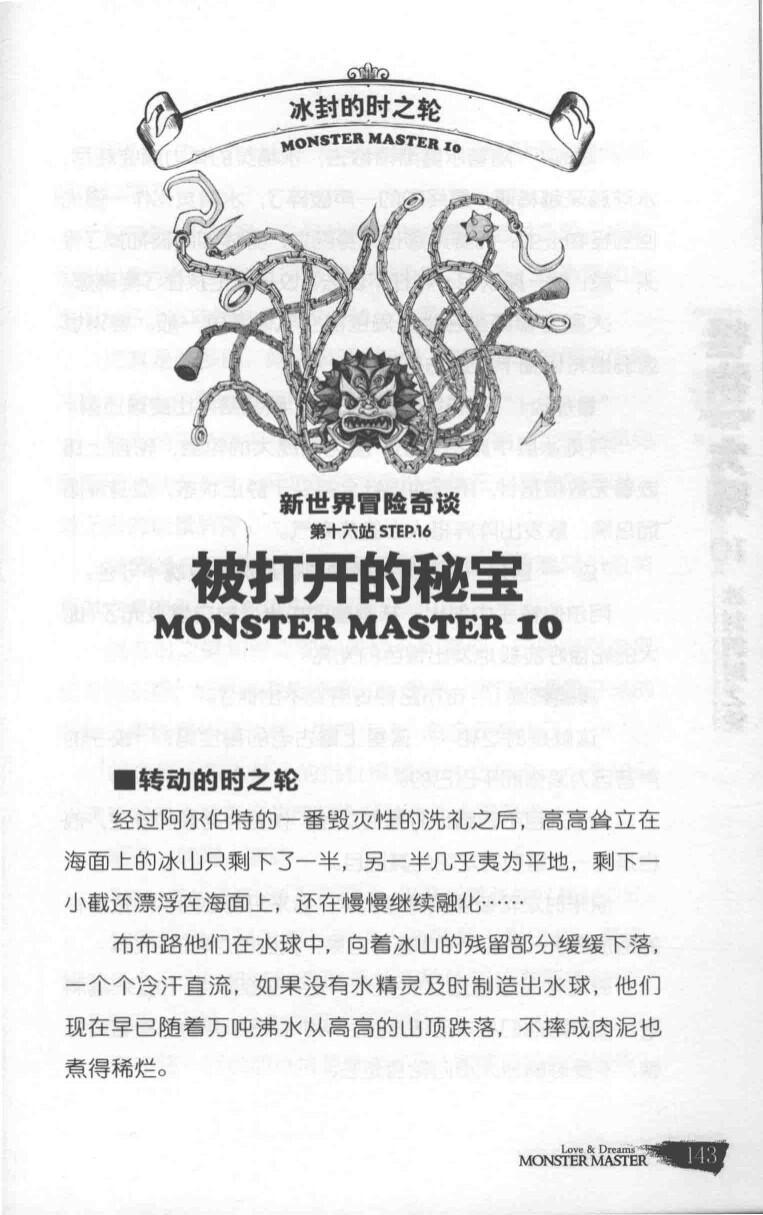 冰封的时之轮
MONSTER MASTER 10
新世界冒险奇谈
第十六站 STEP.16
被打开的秘宝
MONSTER MASTER 10
■转动的时之轮
经过阿尔伯特的一番毁灭性的洗礼之后，高高耸立在
海面上的冰山只剩下了一半，另一半几乎夷为平地，剩下一
小截还漂浮在海面上，还在慢慢继续融化……
布布路他们在水球中，向着冰山的残留部分缓缓下落，
一个个冷汗直流，如果没有水精灵及时制造出水球，他们
现在早已随着万吨沸水从高高的山顶跌落，不摔成肉泥也
煮得稀烂。
Love & Dreams
MONSTER MASTER
143